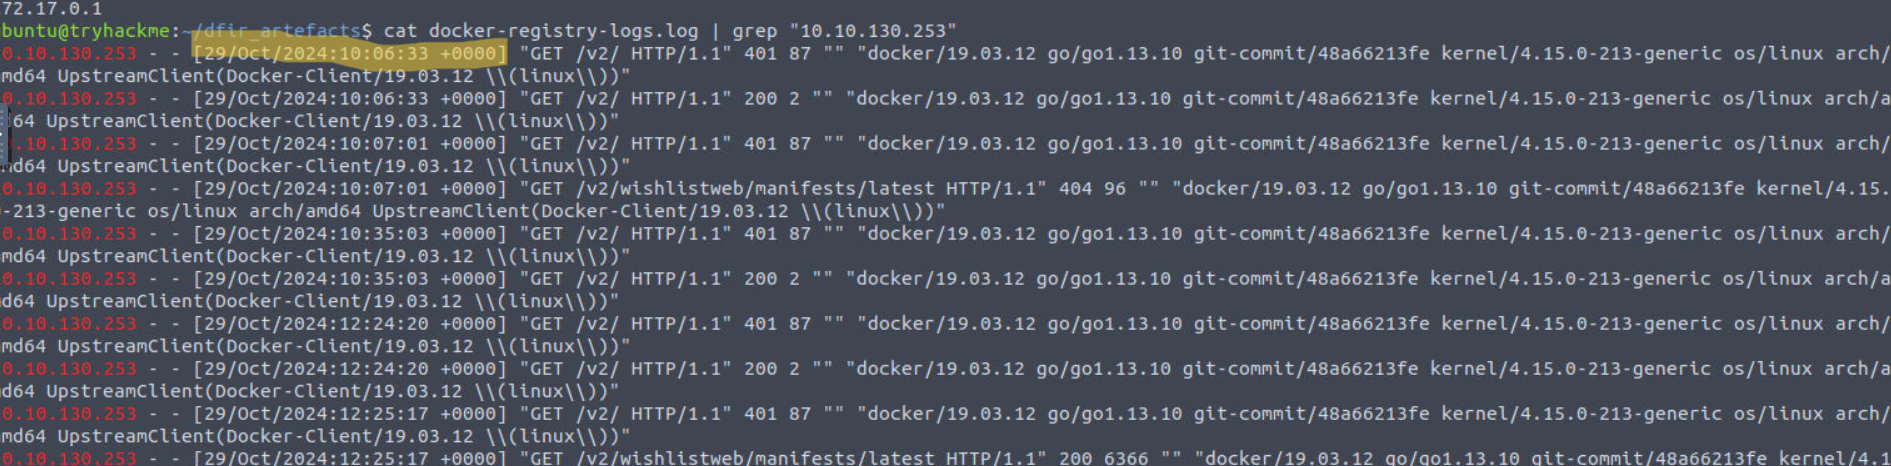 72.17.0.1
buntu@tryhackme:~/dfir_artefacts$ cat docker-registry-logs.log | grep "10.10.130.253"
0.10.130.253 - - [29/Oct/2024:10:06:33 +0000] "GET /v2/ HTTP/1.1" 401 87 "" "docker/19.03.12 go/go1.13.10 git-commit/48a66213fe kernel/4.15.0-213-generic os/linux arch/
amd64 UpstreamClient(Docker-Client/19.03.12 \\(linux\\))"
0.10.130.253 - - [29/Oct/2024:10:06:33 +0000] "GET /v2/ HTTP/1.1" 200 2 "" "docker/19.03.12 go/go1.13.10 git-commit/48a66213fe kernel/4.15.0-213-generic os/linux arch/a
d64 UpstreamClient(Docker-Client/19.03.12 \\(linux\\))"
.10.130.253 - - [29/Oct/2024:10:07:01 +0000] "GET /v2/ HTTP/1.1" 401 87 "" "docker/19.03.12 go/go1.13.10 git-commit/48a66213fe kernel/4.15.0-213-generic os/linux arch/
md64 UpstreamClient(Docker-Client/19.03.12 \\(linux\\))"
0.10.130.253 - - [29/Oct/2024:10:07:01 +0000] "GET /v2/wishlistweb/manifests/latest HTTP/1.1" 404 96 "" "docker/19.03.12 go/go1.13.10 git-commit/48a66213fe kernel/4.15.
-213-generic os/linux arch/amd64 UpstreamClient(Docker-Client/19.03.12 \\(linux\\))"
0.10.130.253 - - [29/Oct/2024:10:35:03 +0000] "GET /v2/ HTTP/1.1" 401 87 "" "docker/19.03.12 go/go1.13.10 git-commit/48a66213fe kernel/4.15.0-213-generic os/linux arch/
md64 UpstreamClient(Docker-Client/19.03.12 \\(linux\\))"
0.10.130.253 - - [29/Oct/2024:10:35:03 +0000] "GET /v2/ HTTP/1.1" 200 2 "" "docker/19.03.12 go/go1.13.10 git-commit/48a66213fe kernel/4.15.0-213-generic os/linux arch/a
d64 UpstreamClient(Docker-Client/19.03.12 \\(linux\\))"
0.10.130.253 - - [29/Oct/2024:12:24:20 +0000] "GET /v2/ HTTP/1.1" 401 87 "" "docker/19.03.12 go/go1.13.10 git-commit/48a66213fe kernel/4.15.0-213-generic os/linux arch/
md64 UpstreamClient(Docker-Client/19.03.12 \\(linux\\))"
0.10.130.253 - - [29/Oct/2024:12:24:20 +0000] "GET /v2/ HTTP/1.1" 200 2 "" "docker/19.03.12 go/go1.13.10 git-commit/48a66213fe kernel/4.15.0-213-generic os/linux arch/a
d64 UpstreamClient(Docker-Client/19.03.12 \\(linux\\))"
0.10.130.253 - - [29/Oct/2024:12:25:17 +0000] "GET /v2/ HTTP/1.1" 401 87 "" "docker/19.03.12 go/go1.13.10 git-commit/48a66213fe kernel/4.15.0-213-generic os/linux arch/
md64 UpstreamClient(Docker-Client/19.03.12 \\(linux\\))"
0.10.130.253 - - [29/Oct/2024:12:25:17 +0000] "GET /v2/wishlistweb/manifests/latest HTTP/1.1" 200 6366 "" "docker/19.03.12 go/go1.13.10 git-commit/48a66213fe kernel/4.1